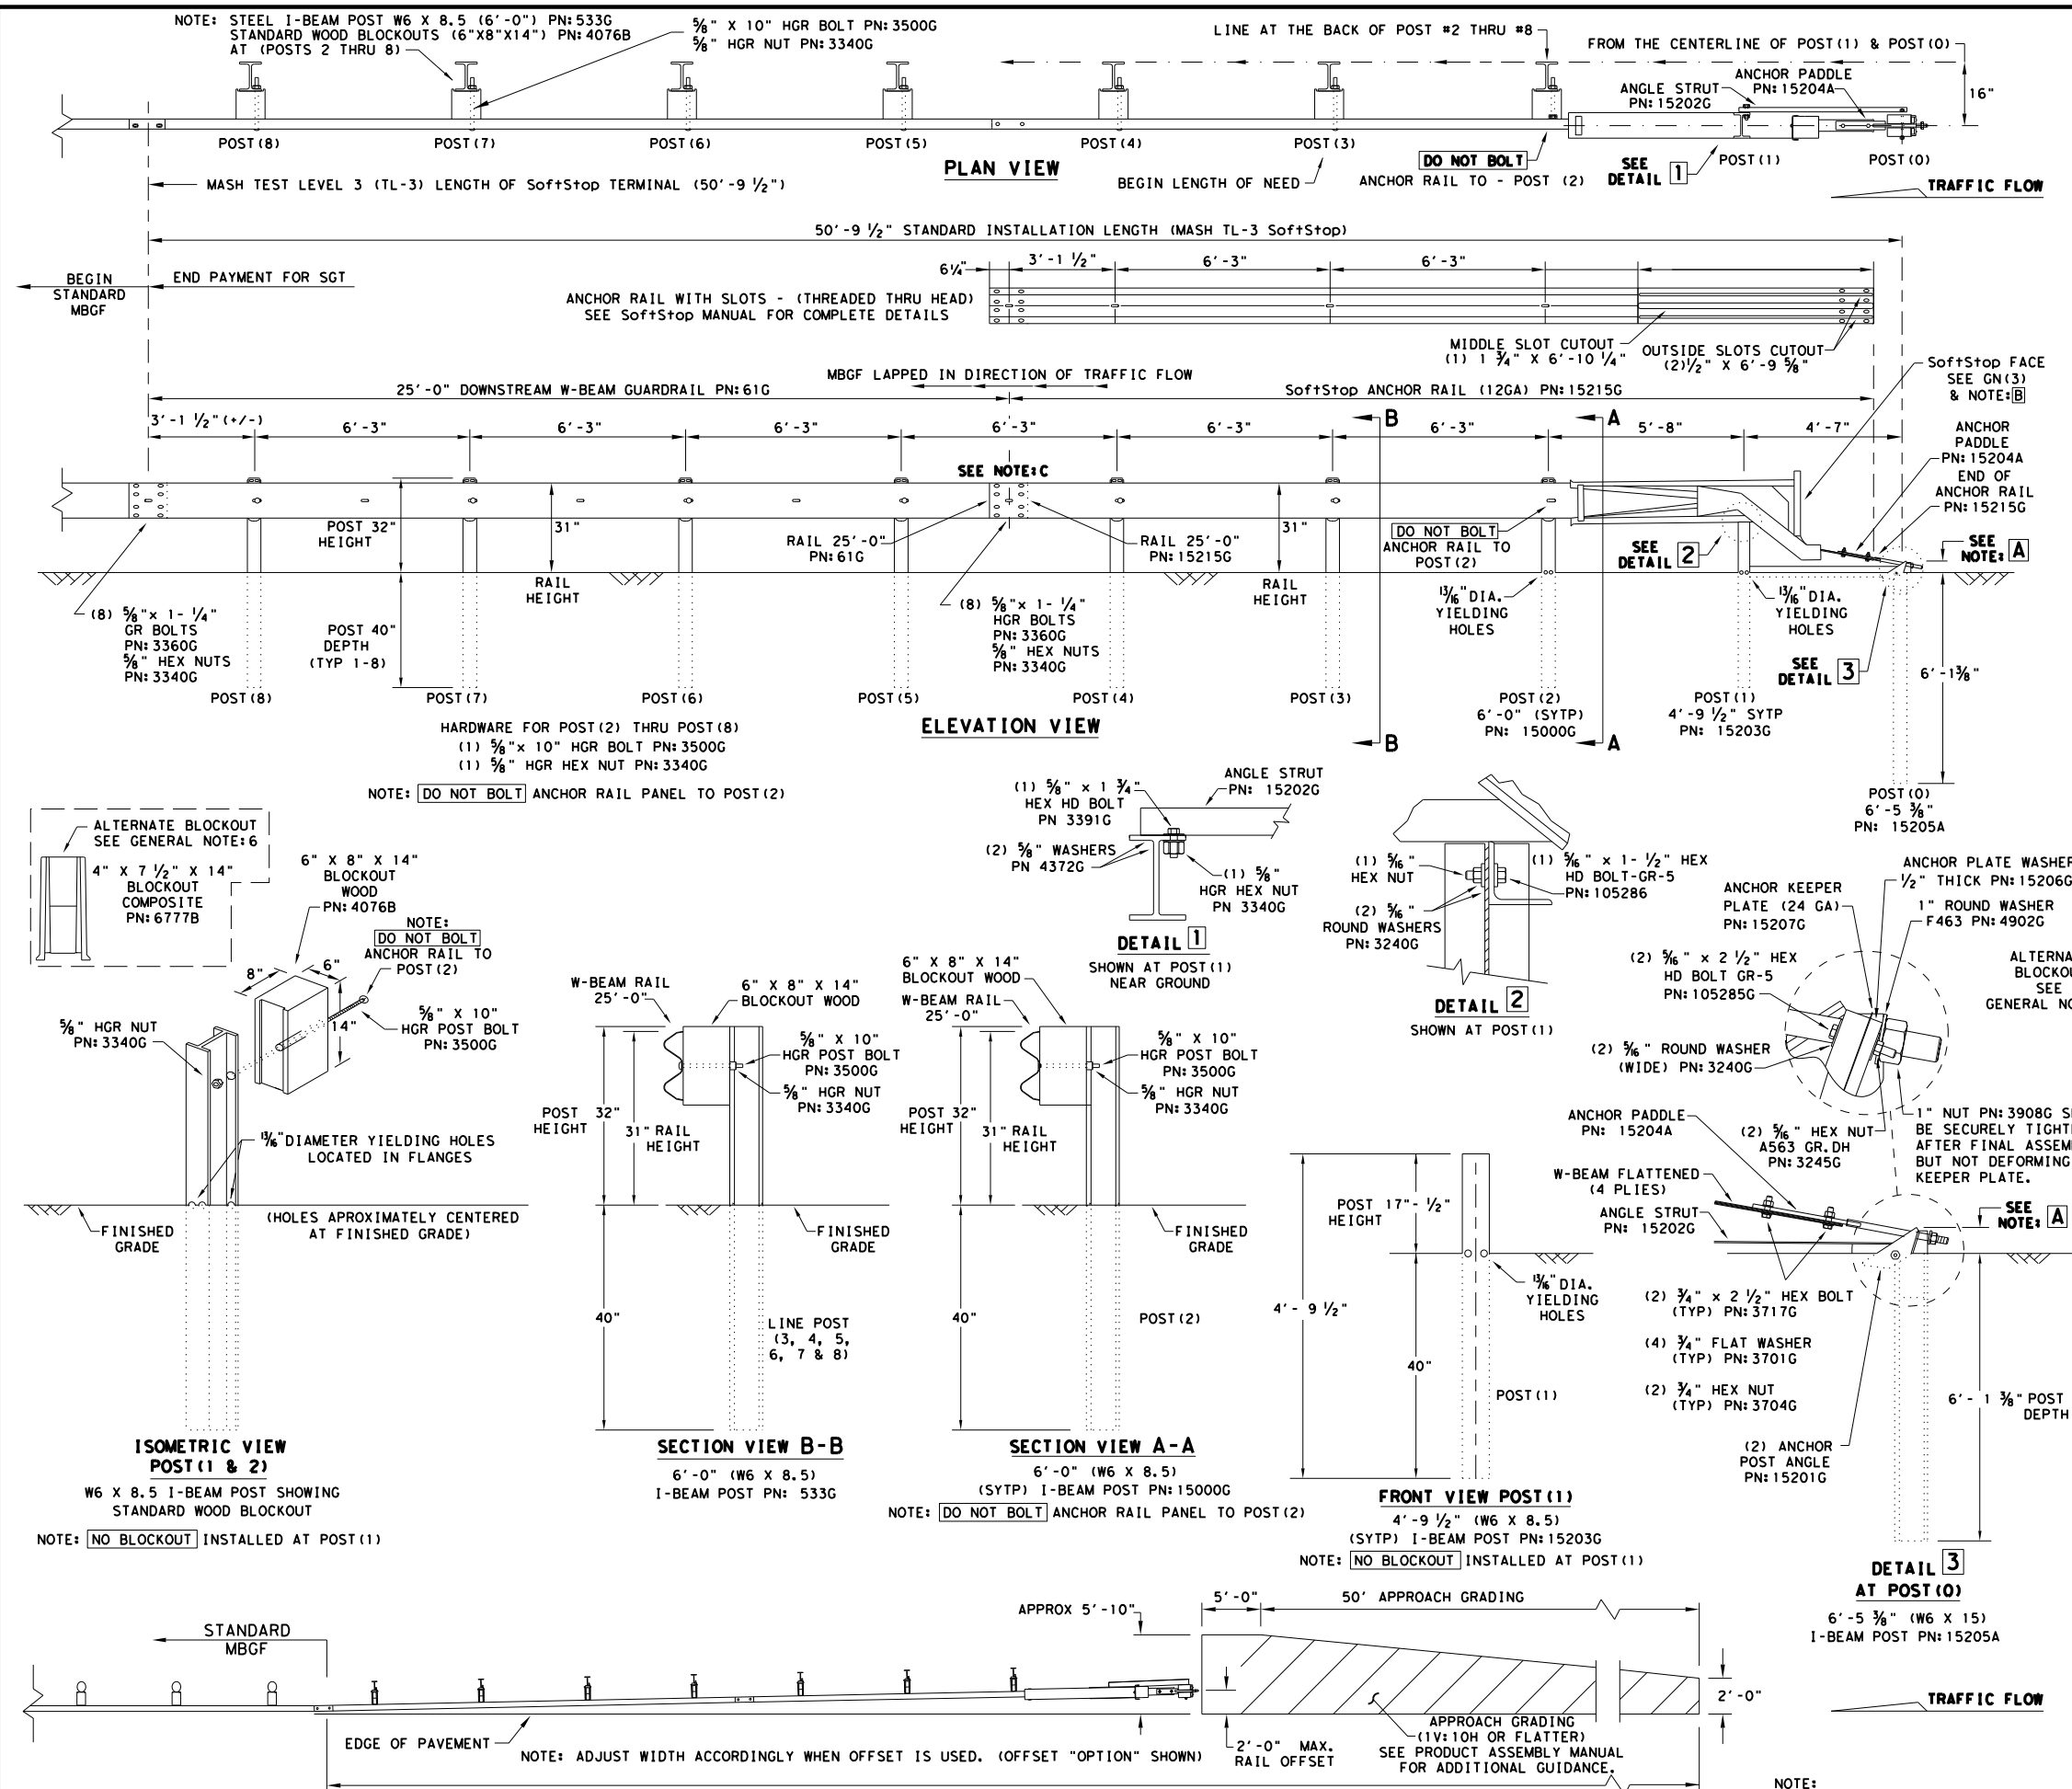 NOTE: STEEL I-BEAM POST W6 X 8.5 (6'-0") PN:533G
STANDARD WOOD BLOCKOUTS (6"X8"X14") PN:4076B
AT (POSTS 2 THRU 8)
⅝" X 10" HGR BOLT PN:3500G
⅝" HGR NUT PN:3340G
LINE AT THE BACK OF POST #2 THRU #8
FROM THE CENTERLINE OF POST(1) & POST(0)
ANGLE STRUT
PN:15202G
ANCHOR PADDLE
PN:15204A
16"
POST(8)
POST(7)
POST(6)
POST(5)
POST(4)
POST(3)
POST(1)
POST(0)
PLAN VIEW
DO NOT BOLT
ANCHOR RAIL TO - POST (2)
SEE
DETAIL 1
BEGIN LENGTH OF NEED
MASH TEST LEVEL 3 (TL-3) LENGTH OF SoftStop TERMINAL (50'-9 ½")
TRAFFIC FLOW
50'-9 ½" STANDARD INSTALLATION LENGTH (MASH TL-3 SoftStop)
BEGIN
STANDARD
MBGF
END PAYMENT FOR SGT
6¼"
3'-1 ½"
6'-3"
6'-3"
ANCHOR RAIL WITH SLOTS - (THREADED THRU HEAD)
SEE SoftStop MANUAL FOR COMPLETE DETAILS
MIDDLE SLOT CUTOUT
(1) 1 ¾" X 6'-10 ¼"
OUTSIDE SLOTS CUTOUT
(2)½" X 6'-9 ⅝"
SoftStop FACE
SEE GN(3)
& NOTE:B
MBGF LAPPED IN DIRECTION OF TRAFFIC FLOW
25'-0" DOWNSTREAM W-BEAM GUARDRAIL PN:61G
SoftStop ANCHOR RAIL (12GA) PN:15215G
3'-1 ½"(+/-)
6'-3"
6'-3"
6'-3"
6'-3"
6'-3"
6'-3"
5'-8"
4'-7"
B
A
ANCHOR
PADDLE
PN:15204A
END OF
ANCHOR RAIL
PN:15215G
SEE NOTE:C
POST 32"
HEIGHT
31"
RAIL
HEIGHT
RAIL 25'-0"
PN:61G
RAIL 25'-0"
PN:15215G
31"
RAIL
HEIGHT
DO NOT BOLT
ANCHOR RAIL TO
POST(2)
SEE
DETAIL 2
SEE
NOTE: A
(8) ⅝"x 1- ¼"
GR BOLTS
PN:3360G
⅝" HEX NUTS
PN:3340G
POST 40"
DEPTH
(TYP 1-8)
(8) ⅝"x 1- ¼"
HGR BOLTS
PN:3360G
⅝" HEX NUTS
PN:3340G
13⁄16" DIA.
YIELDING
HOLES
13⁄16" DIA.
YIELDING
HOLES
SEE
DETAIL 3
6'-1⅜"
POST(8)
POST(7)
POST(6)
POST(5)
POST(4)
POST(3)
POST(2)
6'-0" (SYTP)
PN: 15000G
POST(1)
4'-9 ½" SYTP
PN: 15203G
POST(0)
6'-5 ⅜"
PN: 15205A
HARDWARE FOR POST(2) THRU POST(8)
(1) ⅝"x 10" HGR BOLT PN:3500G
(1) ⅝" HGR HEX NUT PN:3340G
ELEVATION VIEW
B
A
NOTE: DO NOT BOLT ANCHOR RAIL PANEL TO POST(2)
ALTERNATE BLOCKOUT
SEE GENERAL NOTE:6
4" X 7 ½" X 14"
BLOCKOUT
COMPOSITE
PN:6777B
6" X 8" X 14"
BLOCKOUT
WOOD
PN:4076B
NOTE:
DO NOT BOLT
ANCHOR RAIL TO
POST(2)
8"
6"
14"
⅝" X 10"
HGR POST BOLT
PN:3500G
⅝" HGR NUT
PN:3340G
13⁄16"DIAMETER YIELDING HOLES
LOCATED IN FLANGES
FINISHED
GRADE
(HOLES APROXIMATELY CENTERED
AT FINISHED GRADE)
ISOMETRIC VIEW
POST(1 & 2)
W6 X 8.5 I-BEAM POST SHOWING
STANDARD WOOD BLOCKOUT
NOTE: NO BLOCKOUT INSTALLED AT POST(1)
W-BEAM RAIL
25'-0"
6" X 8" X 14"
BLOCKOUT WOOD
⅝" X 10"
HGR POST BOLT
PN:3500G
⅝" HGR NUT
PN:3340G
POST 32"
HEIGHT
31" RAIL
HEIGHT
FINISHED
GRADE
40"
LINE POST
(3, 4, 5,
6, 7 & 8)
SECTION VIEW B-B
6'-0" (W6 X 8.5)
I-BEAM POST PN: 533G
6" X 8" X 14"
BLOCKOUT WOOD
W-BEAM RAIL
25'-0"
⅝" X 10"
HGR POST BOLT
PN:3500G
⅝" HGR NUT
PN:3340G
POST 32"
HEIGHT
31" RAIL
HEIGHT
FINISHED
GRADE
40"
POST(2)
SECTION VIEW A-A
6'-0" (W6 X 8.5)
(SYTP) I-BEAM POST PN:15000G
NOTE: DO NOT BOLT ANCHOR RAIL PANEL TO POST(2)
(1) ⅝" x 1 ¾"
HEX HD BOLT
PN 3391G
ANGLE STRUT
PN: 15202G
(2) ⅝" WASHERS
PN 4372G
(1) ⅝"
HGR HEX NUT
PN 3340G
DETAIL 1
SHOWN AT POST(1)
NEAR GROUND
(1) 5⁄16"
HEX NUT
(1) 5⁄16" x 1- ½" HEX
HD BOLT-GR-5
PN:105286
(2) 5⁄16"
ROUND WASHERS
PN:3240G
DETAIL 2
SHOWN AT POST(1)
ANCHOR PLATE WASHER
½" THICK PN:15206G
ANCHOR KEEPER
PLATE (24 GA)
PN:15207G
1" ROUND WASHER
F463 PN:4902G
(2) 5⁄16" x 2 ½" HEX
HD BOLT GR-5
PN:105285G
SEE
(2) 5⁄16" ROUND WASHER
(WIDE) PN:3240G
1" NUT PN:3908G
BE SECURELY
AFTER FINAL
BUT NOT DEFORMING
KEEPER PLATE.
(2) 5⁄16" HEX NUT
A563 GR.DH
PN:3245G
ANCHOR PADDLE
PN: 15204A
W-BEAM FLATTENED
(4 PLIES)
ANGLE STRUT
PN: 15202G
SEE
NOTE: A
(2) ¾" x 2 ½" HEX BOLT
(TYP) PN:3717G
(4) ¾" FLAT WASHER
(TYP) PN:3701G
(2) ¾" HEX NUT
(TYP) PN:3704G
(2) ANCHOR
POST ANGLE
PN:15201G
6'- 1 ⅜" POST
DEPTH
DETAIL 3
AT POST(0)
6'-5 ⅜" (W6 X 15)
I-BEAM POST PN:15205A
POST 17"- ½"
HEIGHT
4'- 9 ½"
13⁄16"DIA.
YIELDING
HOLES
40"
POST(1)
FRONT VIEW POST(1)
4'-9 ½" (W6 X 8.5)
(SYTP) I-BEAM POST PN:15203G
NOTE: NO BLOCKOUT INSTALLED AT POST(1)
STANDARD
MBGF
APPROX 5'-10"
5'-0"
50' APPROACH GRADING
2'-0"
TRAFFIC FLOW
EDGE OF PAVEMENT
NOTE: ADJUST WIDTH ACCORDINGLY WHEN OFFSET IS USED. (OFFSET "OPTION" SHOWN)
2'-0" MAX.
RAIL OFFSET
APPROACH GRADING
(1V:10H OR FLATTER)
SEE PRODUCT ASSEMBLY MANUAL
FOR ADDITIONAL GUIDANCE.
NOTE: